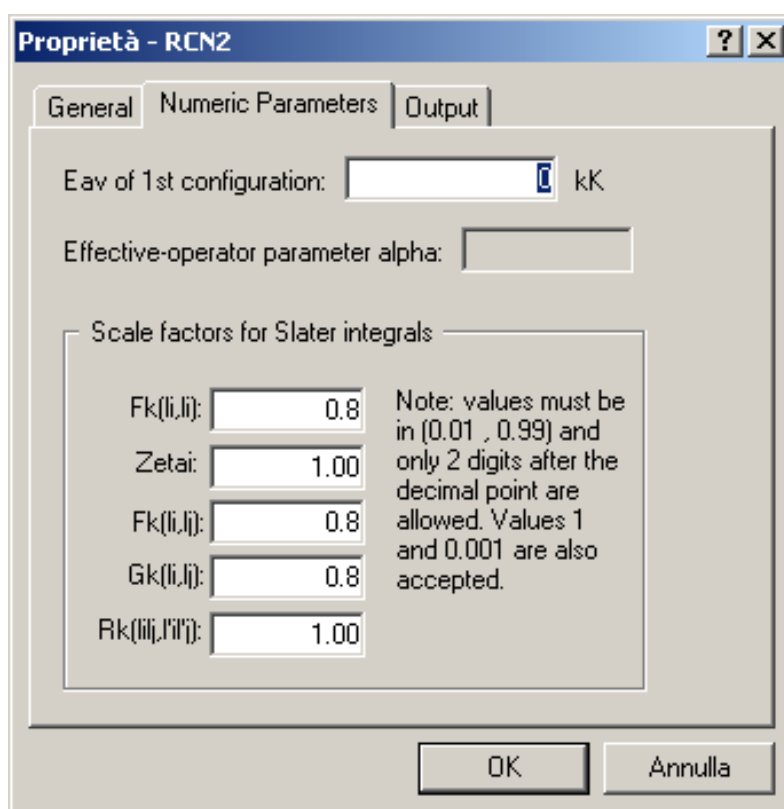 Proprietà - RCN2
General Numeric Parameters Output
Eav of 1st configuration: 0 kK
Effective-operator parameter alpha:
Scale factors for Slater integrals
Fk(li,li): 0.8
Zetai: 1.00
Fk(li,lj): 0.8
Gk(li,lj): 0.8
Rk(lilj,l'il'j): 1.00
Note: values must be
in (0.01 , 0.99) and
only 2 digits after the
decimal point are
allowed. Values 1
and 0.001 are also
accepted.
OK Annulla